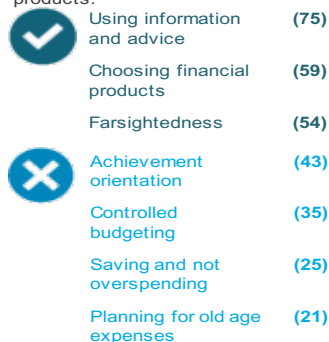 products:
Using information (75)
and advice
Choosing financial (59)
products
Farsightedness (54)
Achievement (43)
orientation
Controlled (35)
budgeting
Saving and not (25)
overspending
Planning for old age (21)
expenses